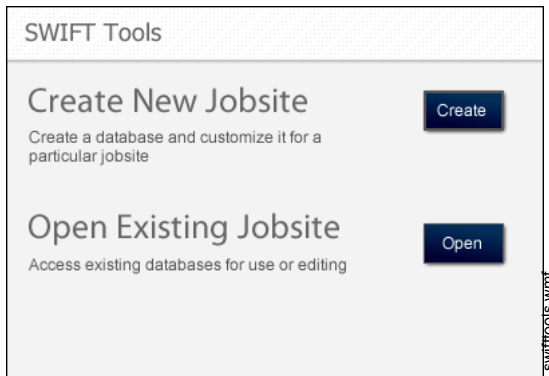 SWIFT Tools
Create New Jobsite
Create
Create a database and customize it for a
particular jobsite
Open Existing Jobsite
Open
Access existing databases for use or editing
swifttools.wmf